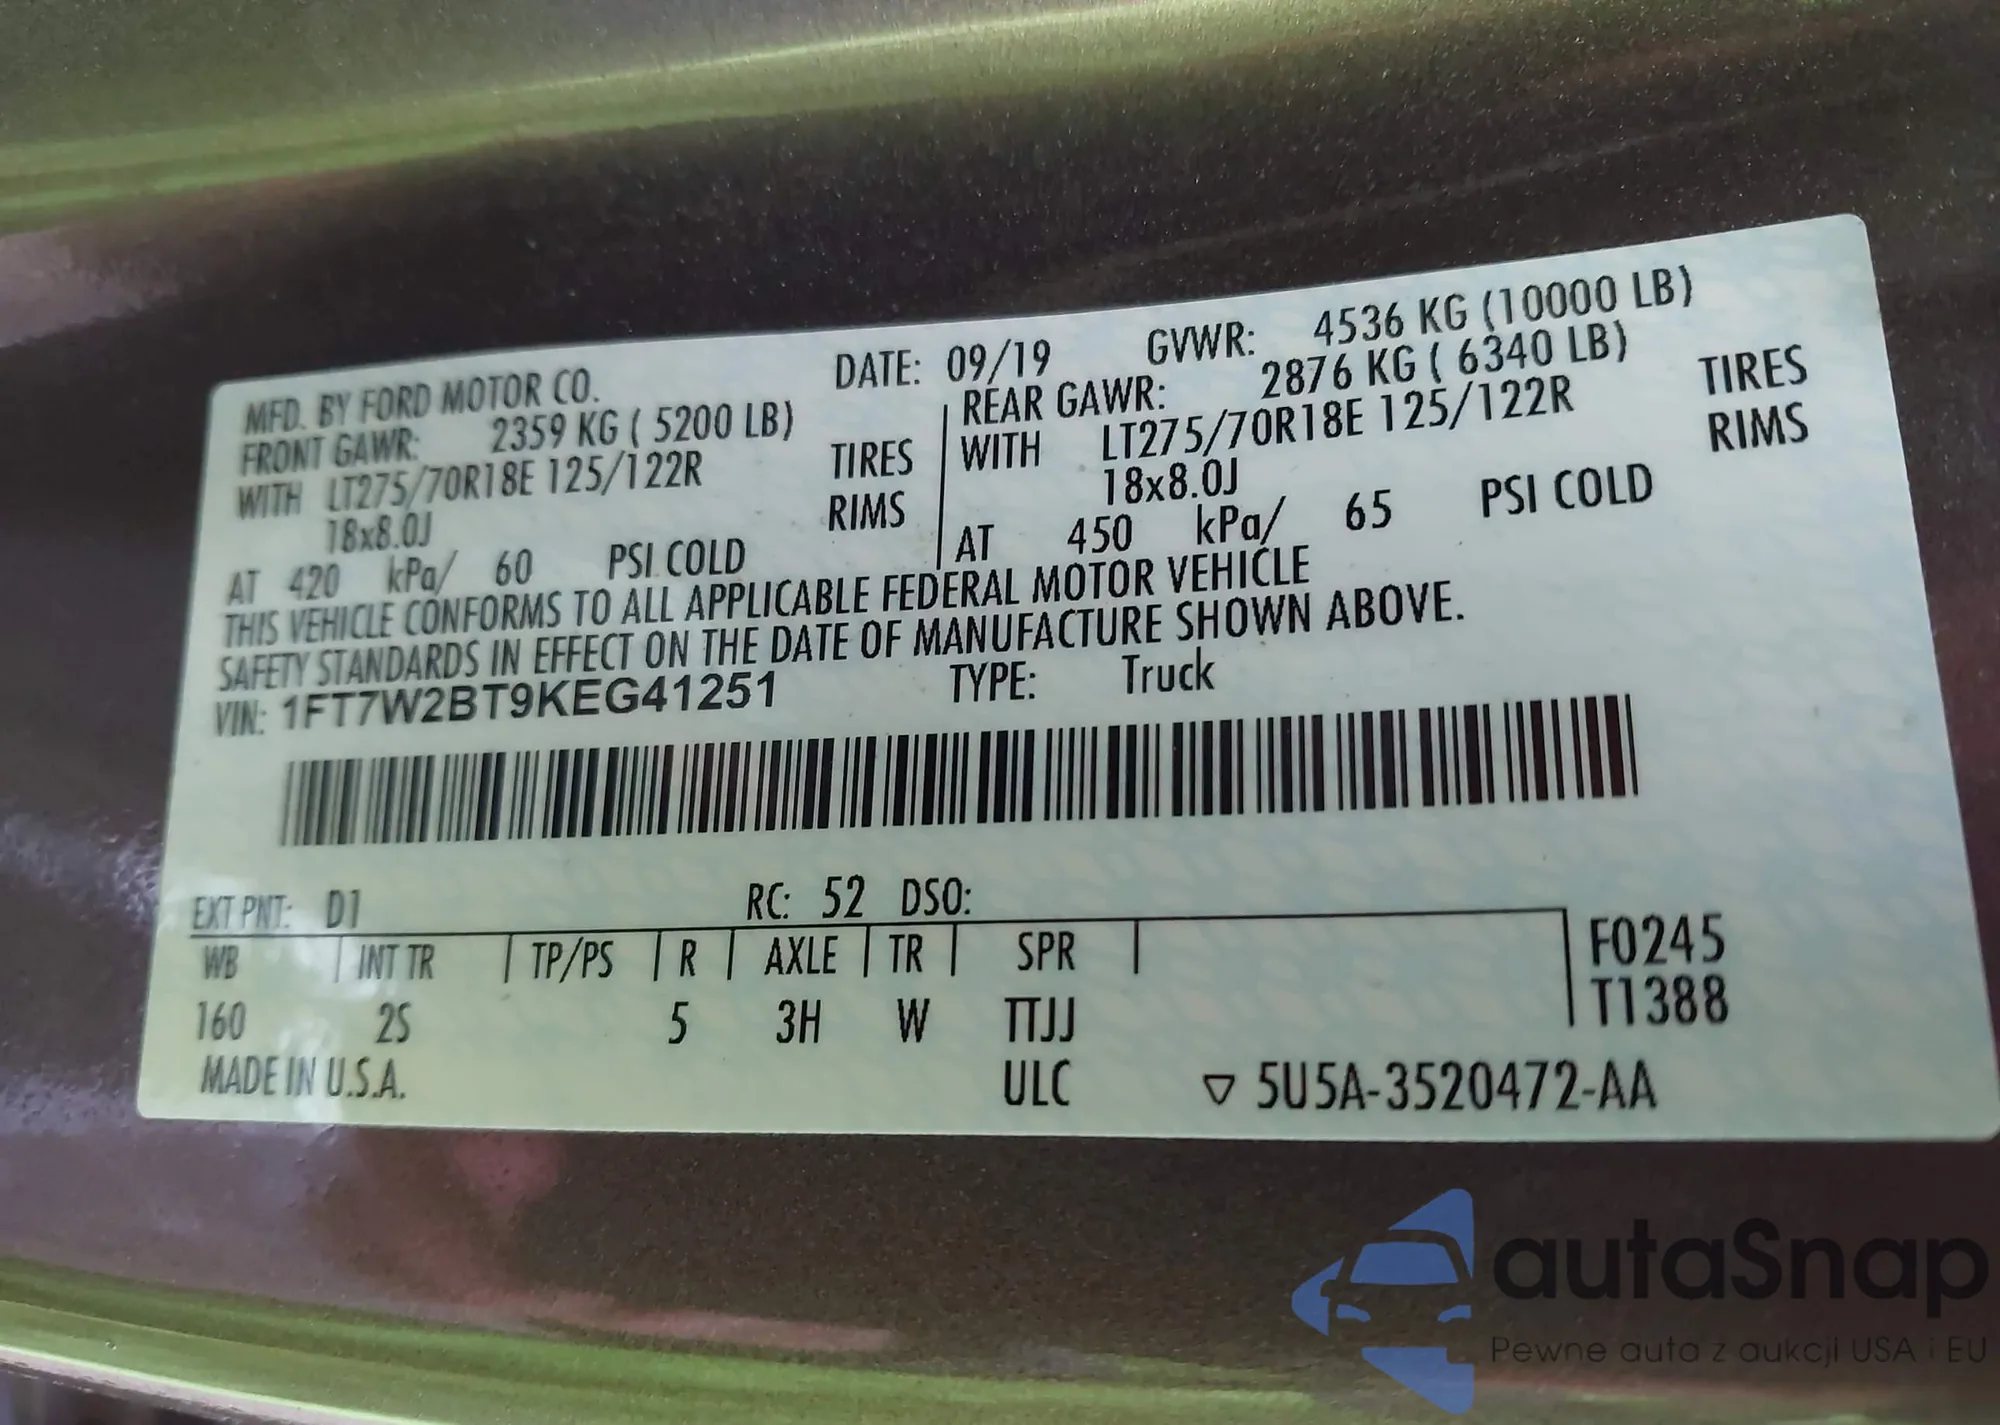 MFD. BY FORD MOTOR CO. DATE: 09/19 GVWR: 4536 KG (10000 LB)
FRONT GAWR: 2359 KG ( 5200 LB) REAR GAWR: 2876 KG ( 6340 LB)
WITH LT275/70R18E 125/122R TIRES WITH LT275/70R18E 125/122R TIRES
18x8.0J RIMS 18x8.0J RIMS
AT 420 kPa/ 60 PSI COLD AT 450 kPa/ 65 PSI COLD
THIS VEHICLE CONFORMS TO ALL APPLICABLE FEDERAL MOTOR VEHICLE
SAFETY STANDARDS IN EFFECT ON THE DATE OF MANUFACTURE SHOWN ABOVE.
VIN: 1FT7W2BT9KEG41251 TYPE: Truck
EXT PNT: D1 RC: 52 DSO:
WB INT TR TP/PS R AXLE TR SPR F0245
160 2S 5 3H W TTJJ T1388
MADE IN U.S.A. ULC ▽ 5U5A-3520472-AA
autaSnap
Pewne auta z aukcji USA i EU